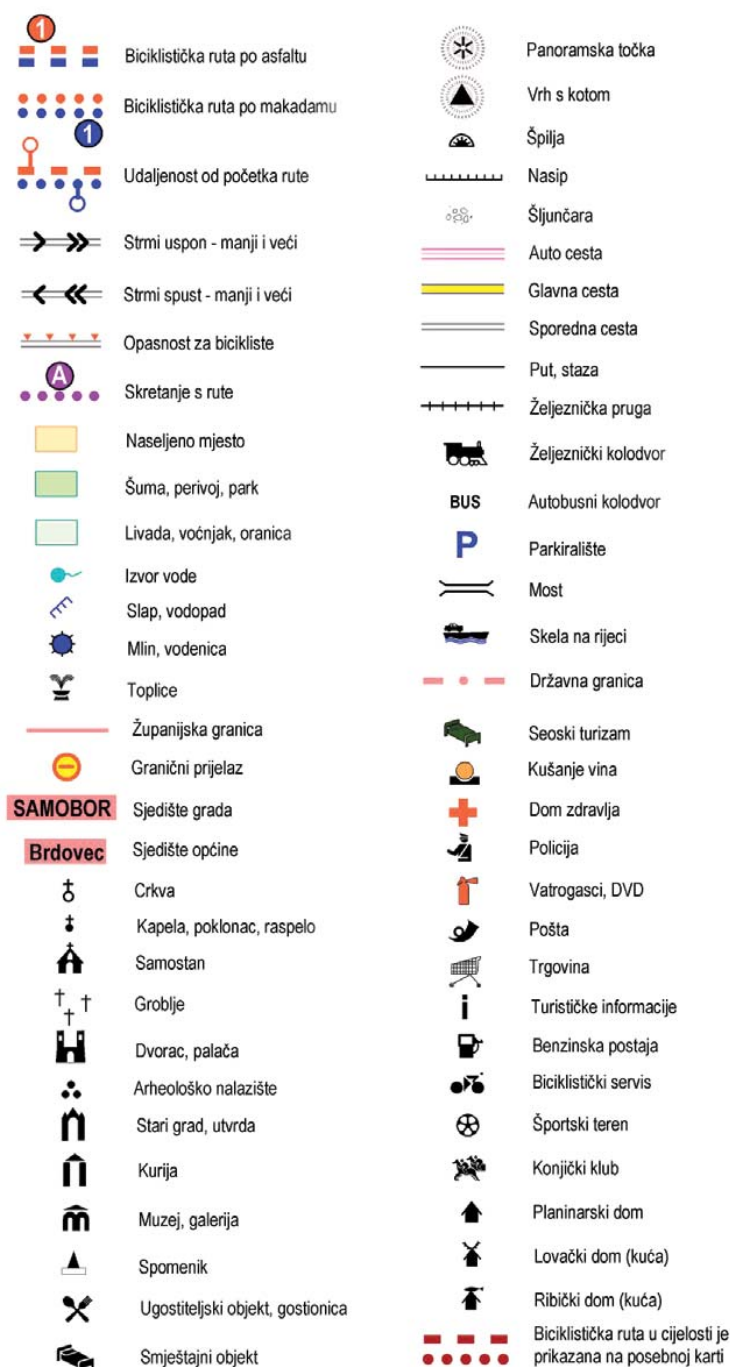 1
Biciklistička ruta po asfaltu
Biciklistička ruta po makadamu
1
Udaljenost od početka rute
Strmi uspon - manji i veći
Strmi spust - manji i veći
Opasnost za bicikliste
A
Skretanje s rute
Naseljeno mjesto
Šuma, perivoj, park
Livada, voćnjak, oranica
Izvor vode
Slap, vodopad
Mlin, vodenica
Toplice
Županijska granica
Granični prijelaz
SAMOBOR Sjedište grada
Brdovec Sjedište općine
Crkva
Kapela, poklonac, raspelo
Samostan
Groblje
Dvorac, palača
Arheološko nalazište
Stari grad, utvrda
Kurija
Muzej, galerija
Spomenik
Ugostiteljski objekt, gostionica
Smještajni objekt
Panoramska točka
Vrh s kotom
Špilja
Nasip
Šljunčara
Auto cesta
Glavna cesta
Sporedna cesta
Put, staza
Željeznička pruga
Željeznički kolodvor
BUS Autobusni kolodvor
P Parkiralište
Most
Skela na rijeci
Državna granica
Seoski turizam
Kušanje vina
Dom zdravlja
Policija
Vatrogasci, DVD
Pošta
Trgovina
i Turističke informacije
Benzinska postaja
Biciklistički servis
Športski teren
Konjički klub
Planinarski dom
Lovački dom (kuća)
Ribički dom (kuća)
Biciklistička ruta u cijelosti je
prikazana na posebnoj karti